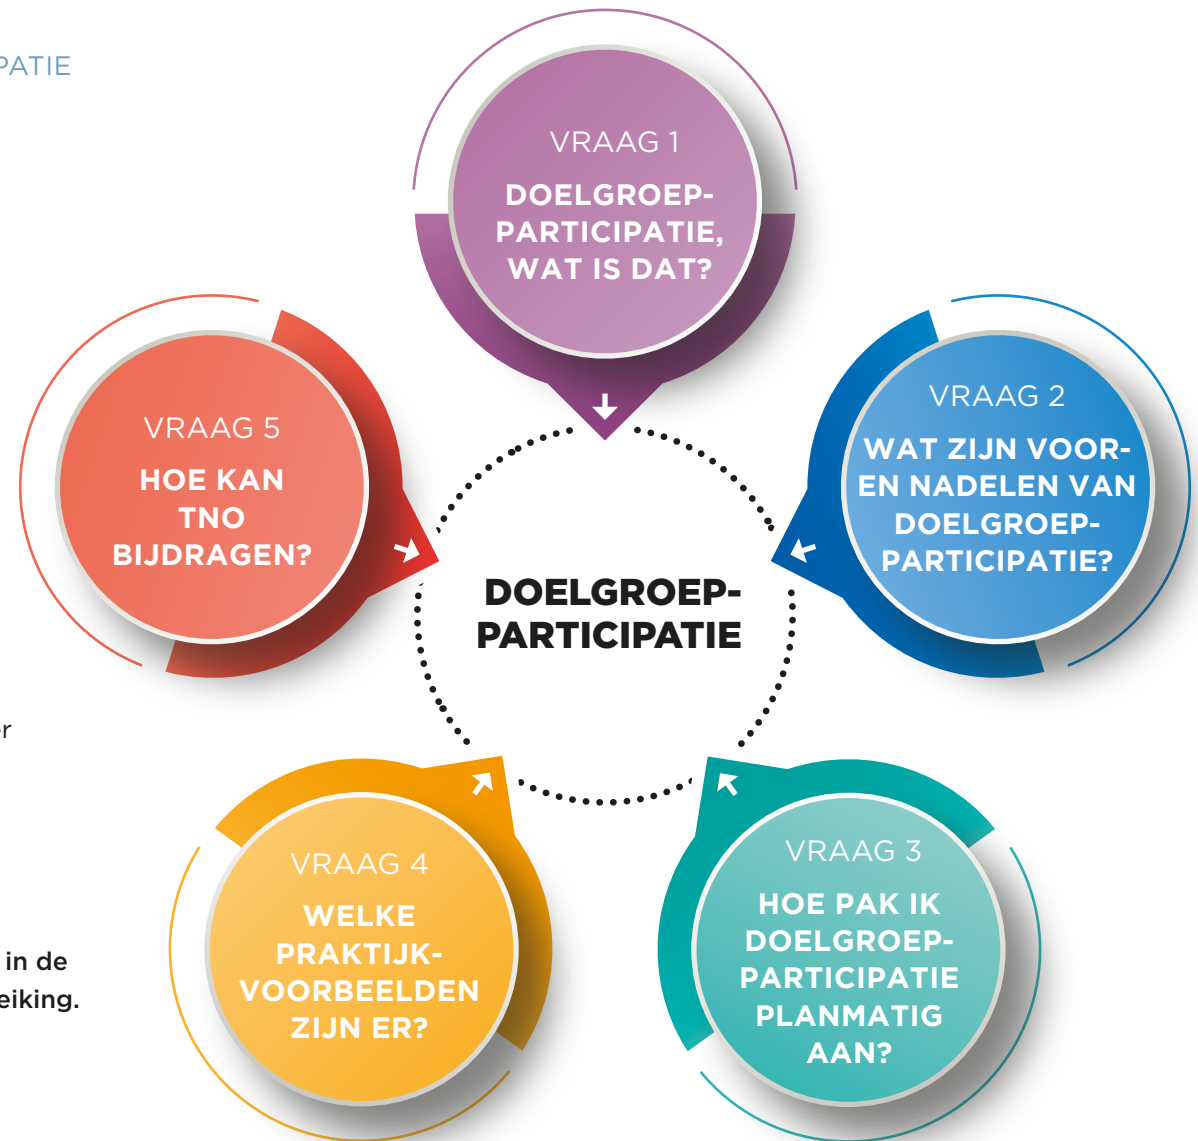 PATIE
VRAAG 1
DOELGROEP-
PARTICIPATIE,
WAT IS DAT?
VRAAG 2
WAT ZIJN VOOR-
EN NADELEN VAN
DOELGROEP-
PARTICIPATIE?
VRAAG 5
HOE KAN
TNO
BIJDRAGEN?
DOELGROEP-
PARTICIPATIE
er
VRAAG 4
WELKE
PRAKTIJK-
VOORBEELDEN
ZIJN ER?
VRAAG 3
HOE PAK IK
DOELGROEP-
PARTICIPATIE
PLANMATIG
AAN?
in de
eiking.